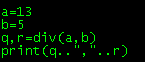 a=13
b=5
q,r=div(a,b)
print(q..","..r)